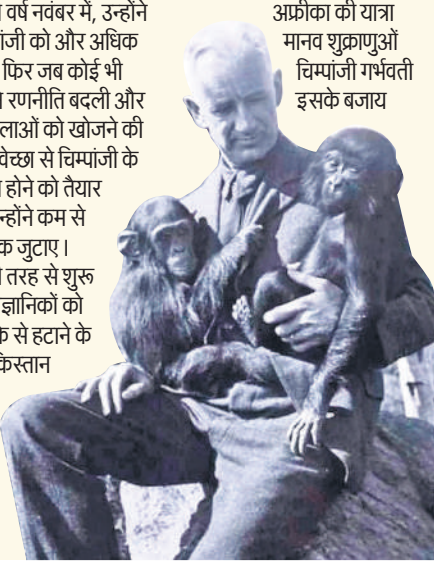 वर्ष नवंबर में, उन्होंने
को और अधिक
फिर जब कोई भी
रणनीति बदली और
को खोजने की
से चिम्पांजी के
होने को तैयार
कम से
जुटाए।
तरह से शुरू
को
से हटाने के
अफ्रीका की यात्रा
मानव शुक्राणुओं
चिम्पांजी गर्भवती
इसके बजाय